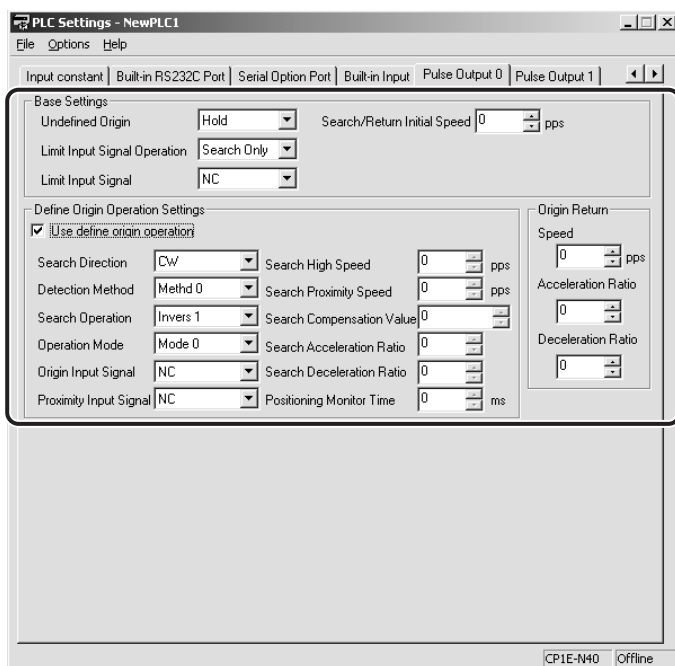 PLC Settings - NewPLC1
File Options Help
Input constant Built-in RS232C Port Serial Option Port Built-in Input Pulse Output 0 Pulse Output 1
Base Settings
Undefined Origin Hold Search/Return Initial Speed 0 pps
Limit Input Signal Operation Search Only
Limit Input Signal NC
Define Origin Operation Settings
Use define origin operation
Search Direction CW Search High Speed 0 pps
Detection Method Methd 0 Search Proximity Speed 0 pps
Search Operation Invers 1 Search Compensation Value 0
Operation Mode Mode 0 Search Acceleration Ratio 0
Origin Input Signal NC Search Deceleration Ratio 0
Proximity Input Signal NC Positioning Monitor Time 0 ms
Origin Return
Speed
0 pps
Acceleration Ratio
0
Deceleration Ratio
0
CP1E-N40 Offline